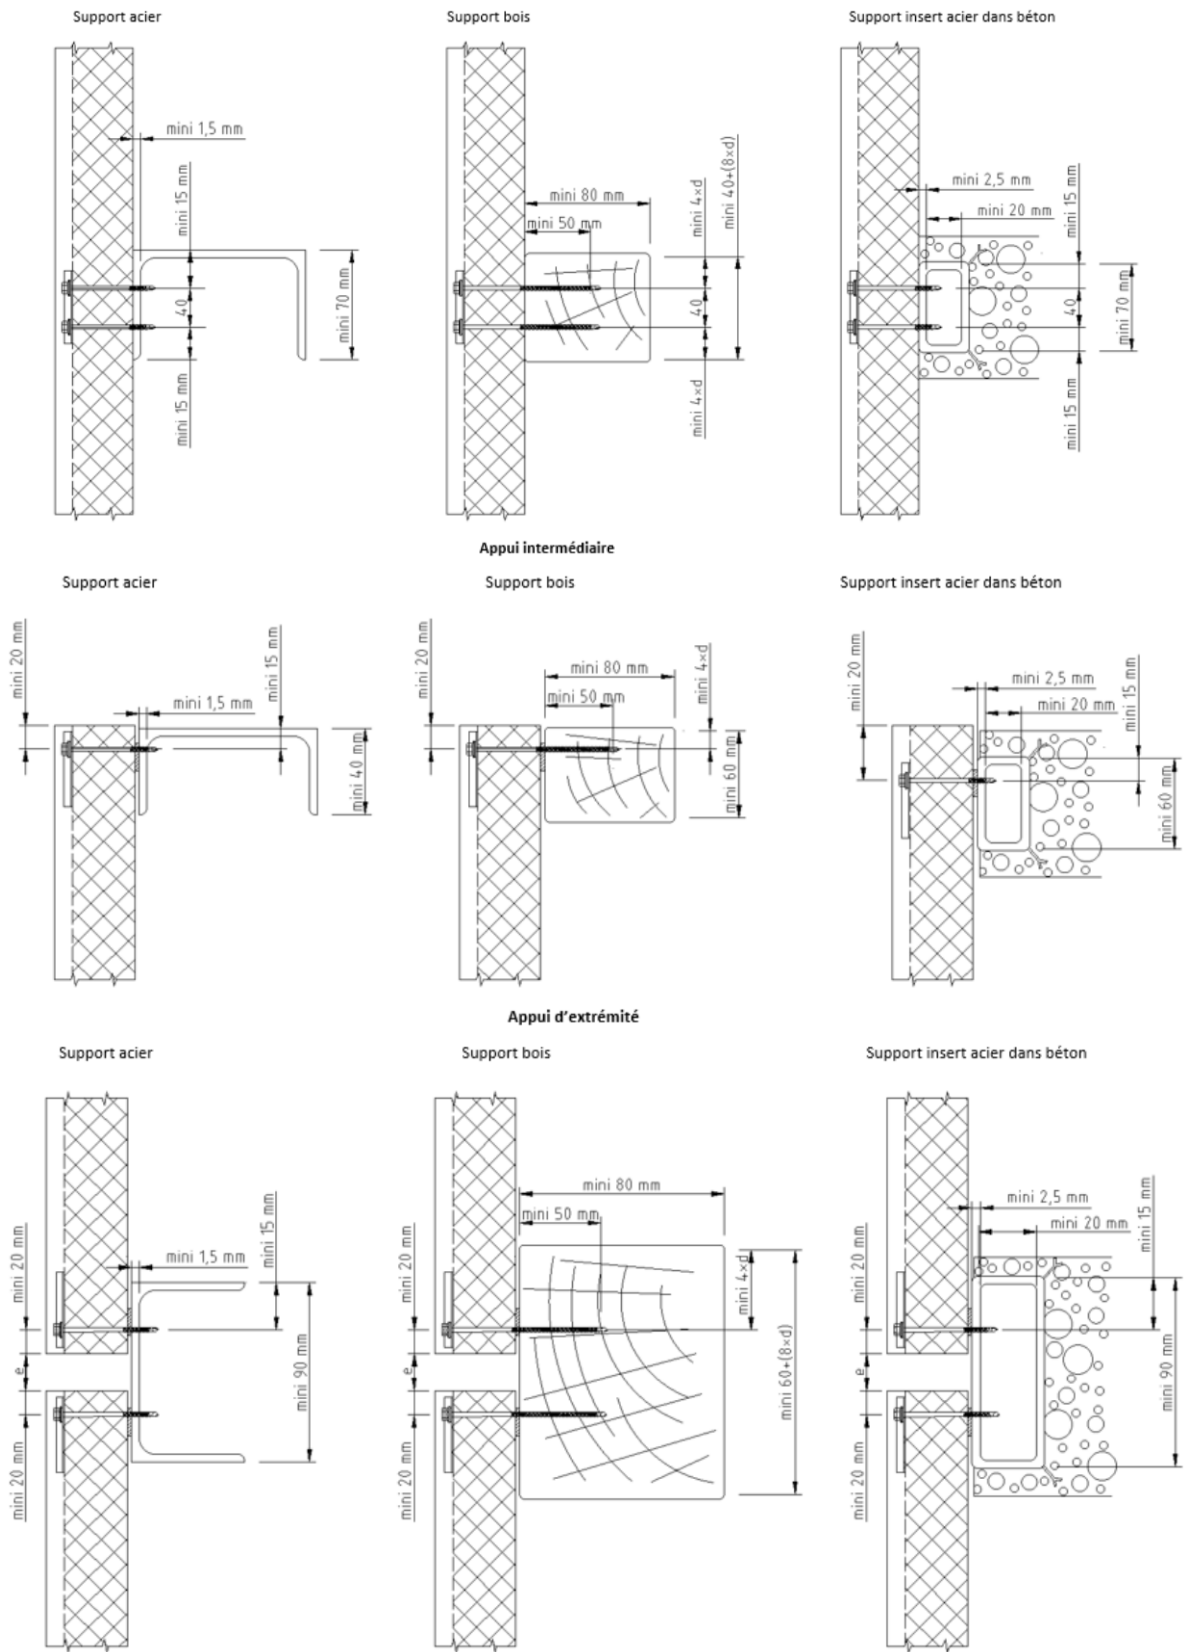 Support acier
Support bois
Support insert acier dans béton
mini 1,5 mm
mini 15 mm
40
mini 15 mm
mini 70 mm
mini 80 mm
mini 50 mm
mini 4×d
40
mini 4×d
mini 40+(8×d)
mini 2,5 mm
mini 20 mm
mini 15 mm
40
mini 15 mm
mini 70 mm
Appui intermédiaire
Support acier
Support bois
Support insert acier dans béton
mini 20 mm
mini 1,5 mm
mini 15 mm
mini 40 mm
mini 20 mm
mini 80 mm
mini 50 mm
mini 4×d
mini 60 mm
mini 20 mm
mini 2,5 mm
mini 20 mm
mini 15 mm
mini 60 mm
Appui d'extrémité
Support acier
Support bois
Support insert acier dans béton
mini 20 mm
e
mini 20 mm
mini 1,5 mm
mini 15 mm
mini 90 mm
mini 20 mm
e
mini 20 mm
mini 80 mm
mini 50 mm
mini 4×d
mini 60+(8×d)
mini 20 mm
e
mini 20 mm
mini 2,5 mm
mini 20 mm
mini 15 mm
mini 90 mm